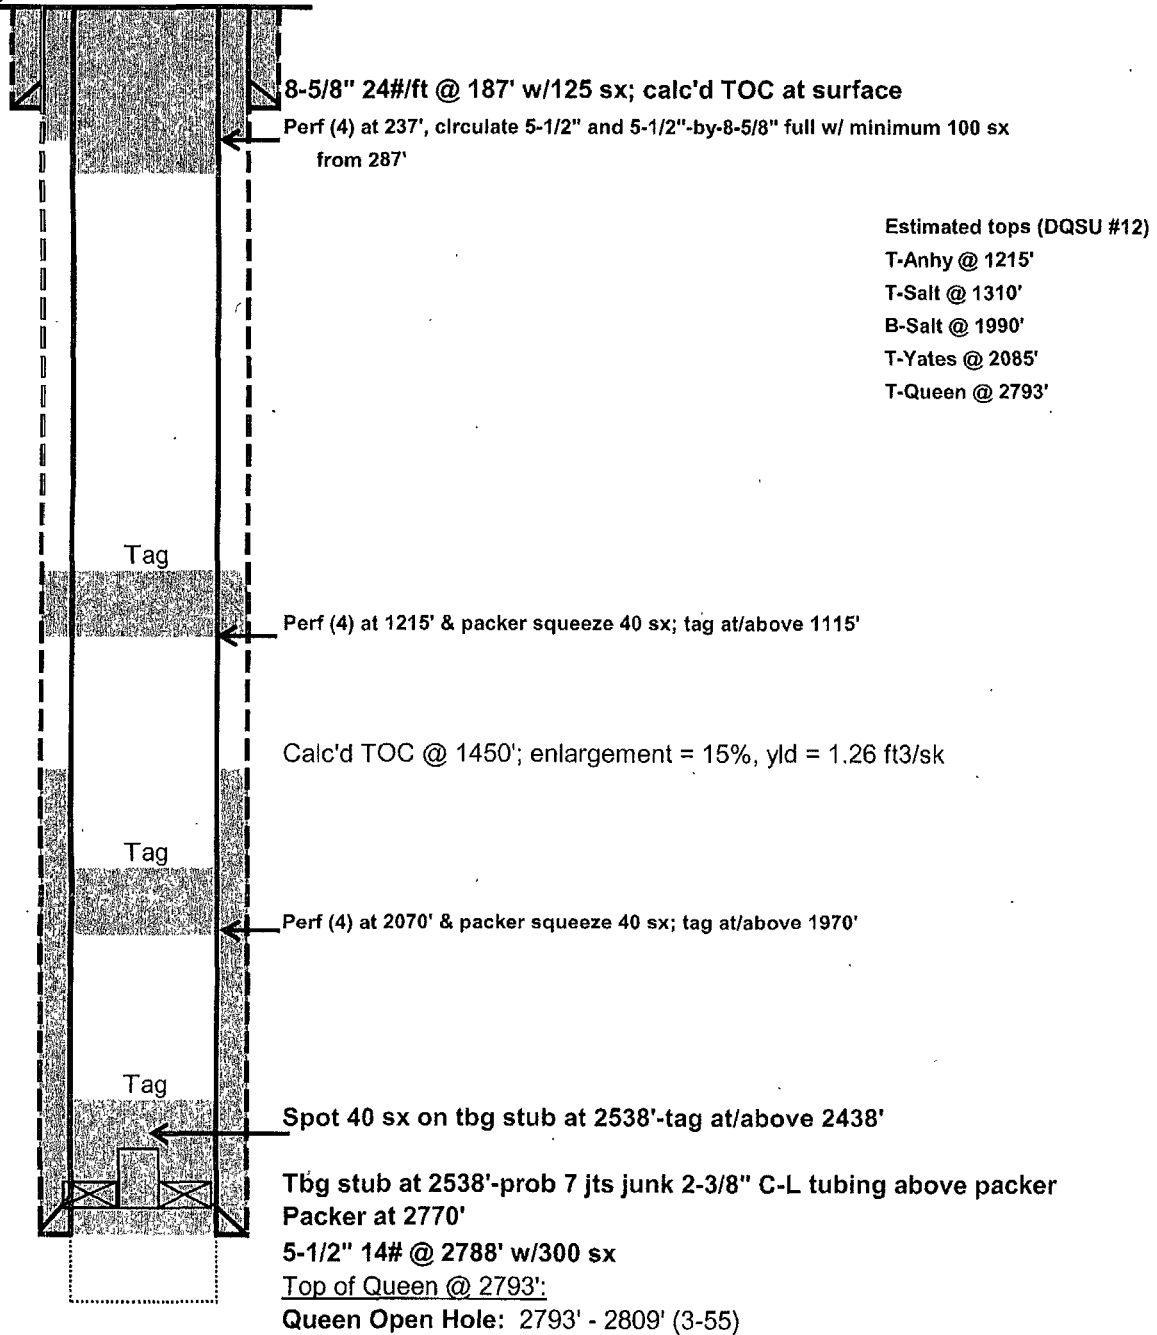 8-5/8" 24#/ft @ 187' w/125 sx; calc'd TOC at surface
Perf (4) at 237', circulate 5-1/2" and 5-1/2"-by-8-5/8" full w/ minimum 100 sx
from 287'
Estimated tops (DQSU #12)
T-Anhy @ 1215'
T-Salt @ 1310'
B-Salt @ 1990'
T-Yates @ 2085'
T-Queen @ 2793'
Tag
Perf (4) at 1215' & packer squeeze 40 sx; tag at/above 1115'
Calc'd TOC @ 1450'; enlargement = 15%, yld = 1.26 ft3/sk
Tag
Perf (4) at 2070' & packer squeeze 40 sx; tag at/above 1970'
Tag
Spot 40 sx on tbg stub at 2538'-tag at/above 2438'
Tbg stub at 2538'-prob 7 jts junk 2-3/8" C-L tubing above packer
Packer at 2770'
5-1/2" 14# @ 2788' w/300 sx
Top of Queen @ 2793':
Queen Open Hole: 2793' - 2809' (3-55)